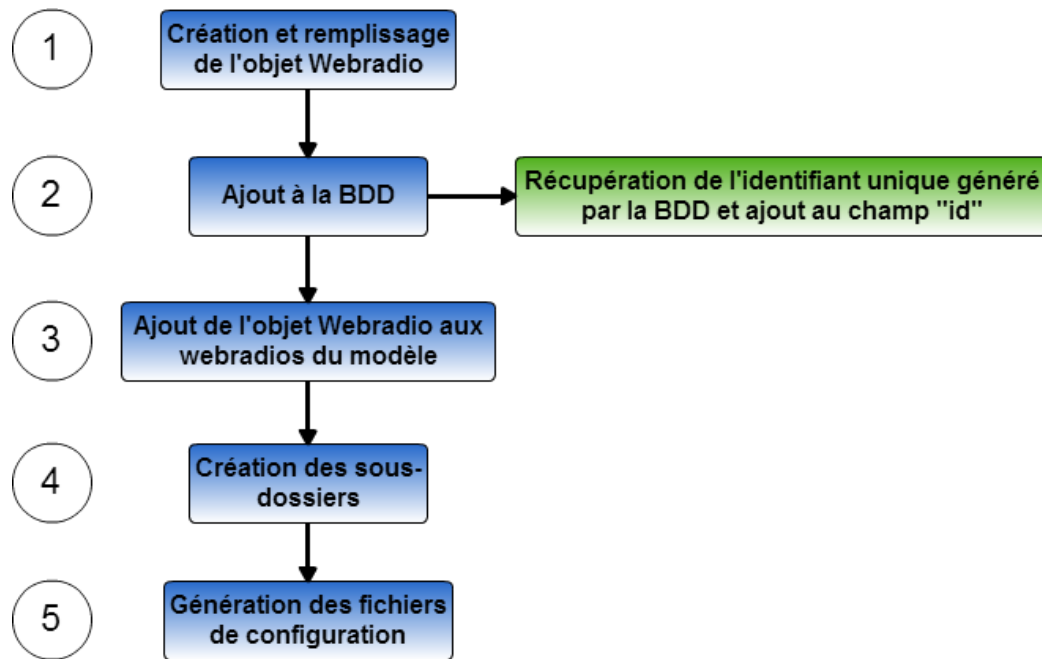 1
Création et remplissage
de l'objet Webradio
2
Ajout à la BDD
Récupération de l'identifiant unique généré
par la BDD et ajout au champ "id"
3
Ajout de l'objet Webradio aux
webradios du modèle
4
Création des sous-
dossiers
5
Génération des fichiers
de configuration